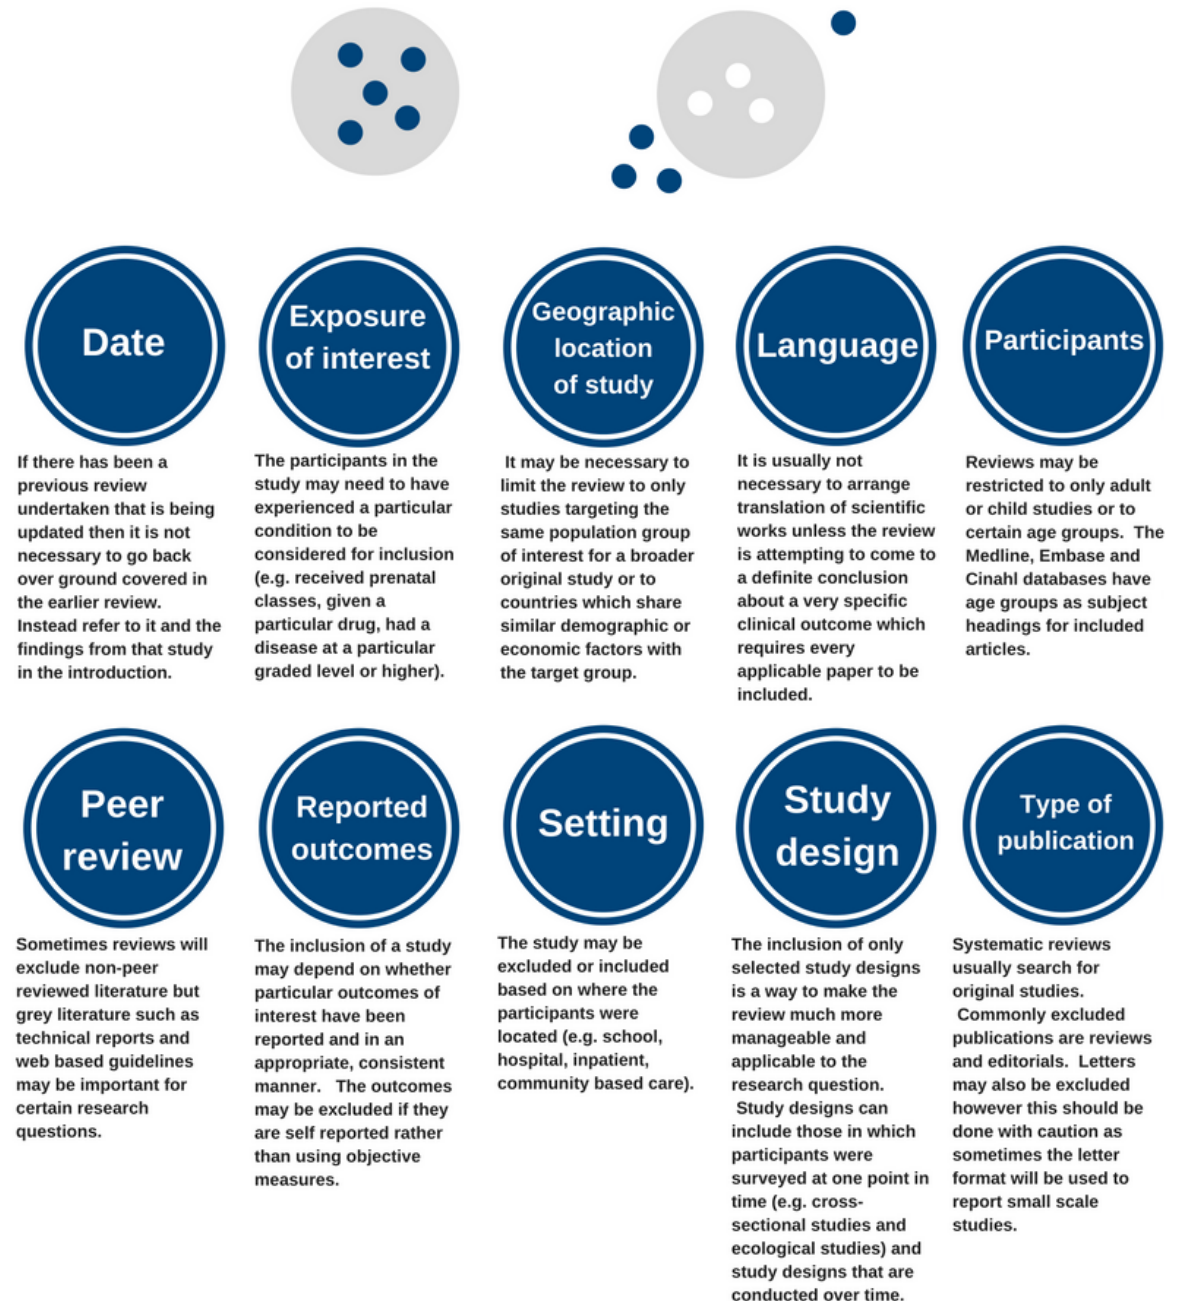 Date
If there has been a
previous review
undertaken that is being
updated then it is not
necessary to go back
over ground covered in
the earlier review.
Instead refer to it and the
findings from that study
in the introduction.
Exposure
of interest
The participants in the
study may need to have
experienced a particular
condition to be
considered for inclusion
(e.g. received prenatal
classes, given a
particular drug, had a
disease at a particular
graded level or higher).
Geographic
location
of study
It may be necessary to
limit the review to only
studies targeting the
same population group
of interest for a broader
original study or to
countries which share
similar demographic or
economic factors with
the target group.
Language
It is usually not
necessary to arrange
translation of scientific
works unless the review
is attempting to come to
a definite conclusion
about a very specific
clinical outcome which
requires every
applicable paper to be
included.
Participants
Reviews may be
restricted to only adult
or child studies or to
certain age groups.  The
Medline, Embase and
Cinahl databases have
age groups as subject
headings for included
articles.
Peer
review
Sometimes reviews will
exclude non-peer
reviewed literature but
grey literature such as
technical reports and
web based guidelines
may be important for
certain research
questions.
Reported
outcomes
The inclusion of a study
may depend on whether
particular outcomes of
interest have been
reported and in an
appropriate, consistent
manner.   The outcomes
may be excluded if they
are self reported rather
than using objective
measures.
Setting
The study may be
excluded or included
based on where the
participants were
located (e.g. school,
hospital, inpatient,
community based care).
Study
design
The inclusion of only
selected study designs
is a way to make the
review much more
manageable and
applicable to the
research question.
Study designs can
include those in which
participants were
surveyed at one point in
time (e.g. cross-
sectional studies and
ecological studies) and
study designs that are
conducted over time.
Type of
publication
Systematic reviews
usually search for
original studies.
Commonly excluded
publications are reviews
and editorials.  Letters
may also be excluded
however this should be
done with caution as
sometimes the letter
format will be used to
report small scale
studies.